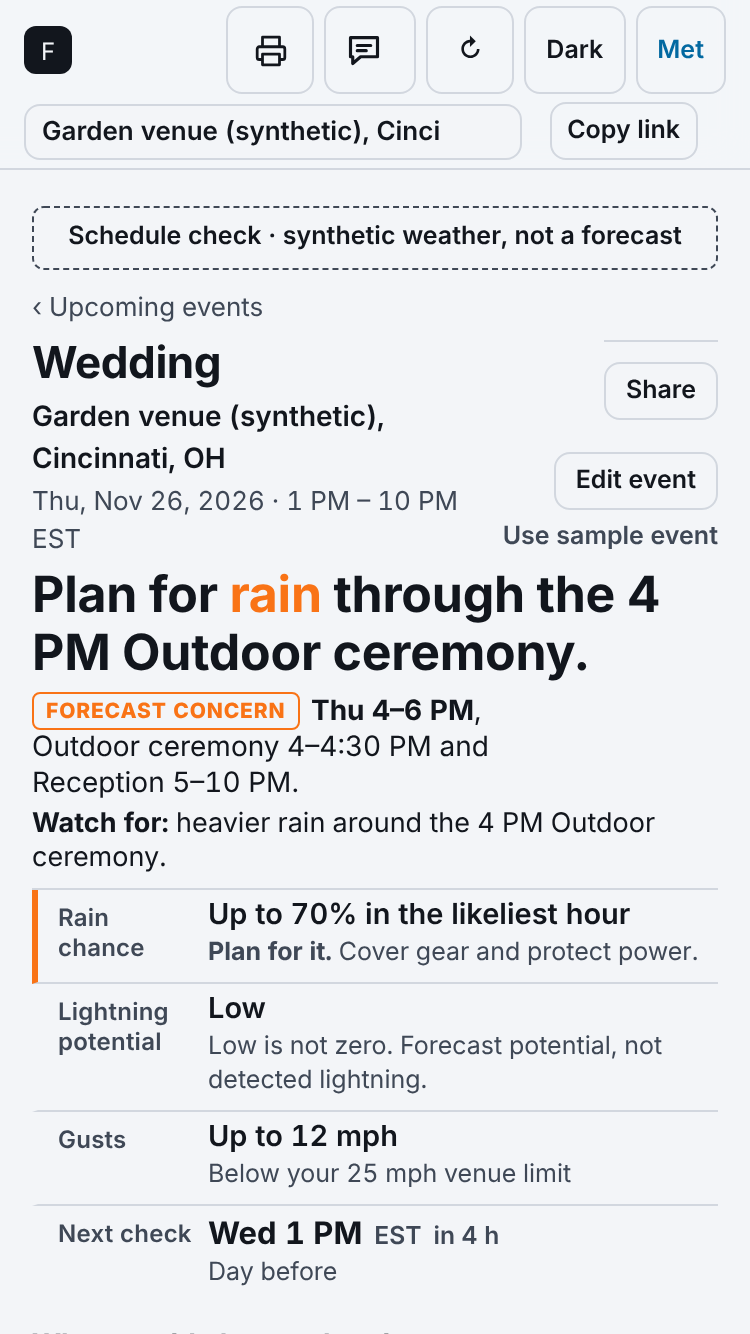 F
Dark
Met
Garden venue (synthetic), Cinci
Copy link
Schedule check · synthetic weather, not a forecast
‹ Upcoming events
Wedding
Share
Garden venue (synthetic),
Cincinnati, OH
Edit event
Thu, Nov 26, 2026 · 1 PM – 10 PM
EST
Use sample event
Plan for rain through the 4
PM Outdoor ceremony.
FORECAST CONCERN Thu 4–6 PM,
Outdoor ceremony 4–4:30 PM and
Reception 5–10 PM.
Watch for: heavier rain around the 4 PM Outdoor
ceremony.
Rain
chance
Up to 70% in the likeliest hour
Plan for it. Cover gear and protect power.
Lightning
potential
Low
Low is not zero. Forecast potential, not
detected lightning.
Gusts
Up to 12 mph
Below your 25 mph venue limit
Next check
Wed 1 PM EST in 4 h
Day before